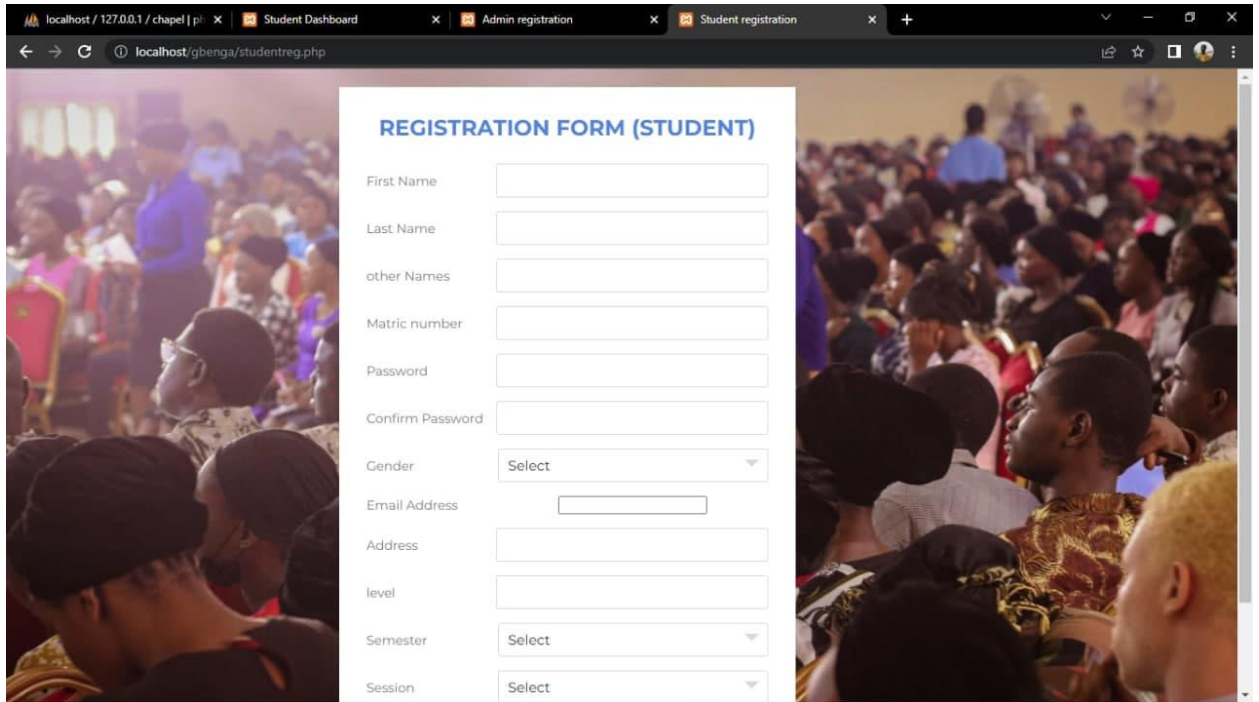 localhost / 127.0.0.1 / chapel | ph
Student Dashboard
Admin registration
Student registration
localhost/gbenga/studentreg.php
REGISTRATION FORM (STUDENT)
First Name
Last Name
other Names
Matric number
Password
Confirm Password
Gender Select
Email Address
Address
level
Semester Select
Session Select